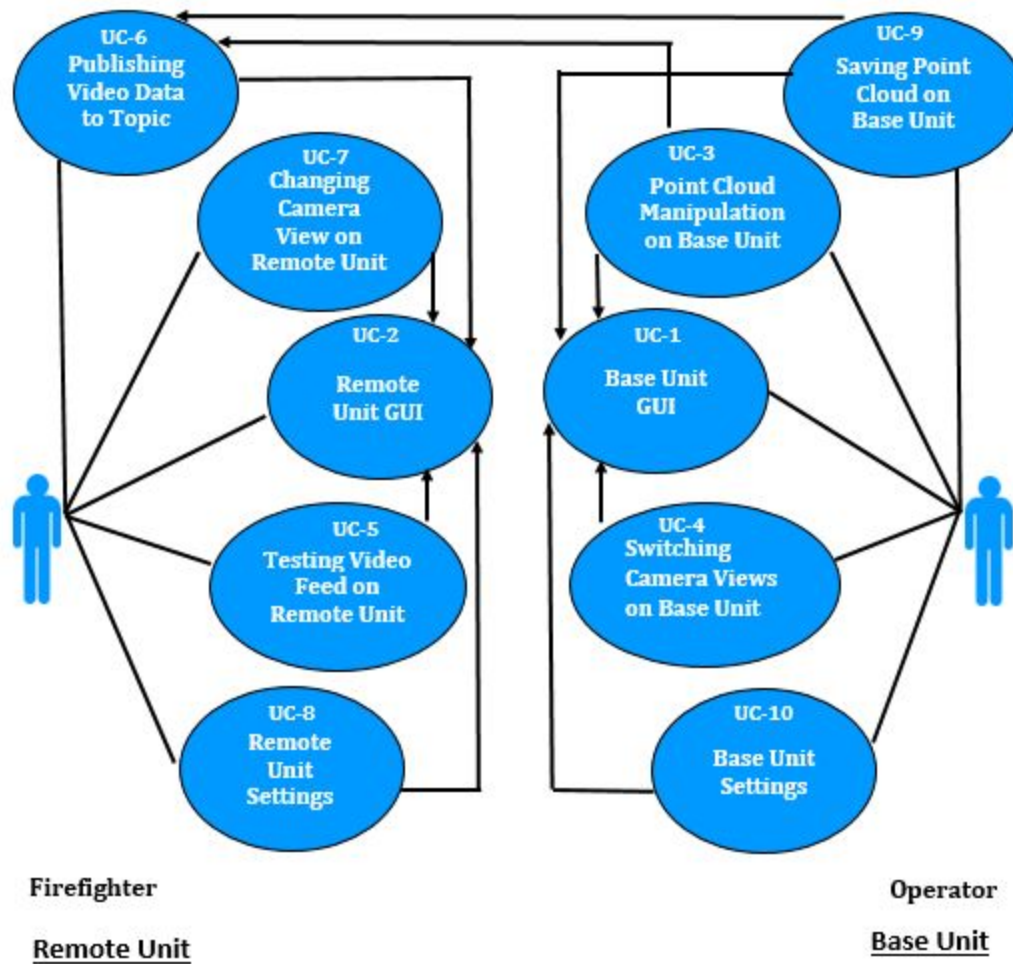 UC-6
Publishing
Video Data
to Topic
UC-9
Saving Point
Cloud on
Base Unit
UC-7
Changing
Camera
View on
Remote Unit
UC-3
Point Cloud
Manipulation
on Base Unit
UC-2
Remote
Unit GUI
UC-1
Base Unit
GUI
UC-5
Testing Video
Feed on
Remote Unit
UC-4
Switching
Camera Views
on Base Unit
UC-8
Remote
Unit
Settings
UC-10
Base Unit
Settings
Firefighter
Remote Unit
Operator
Base Unit